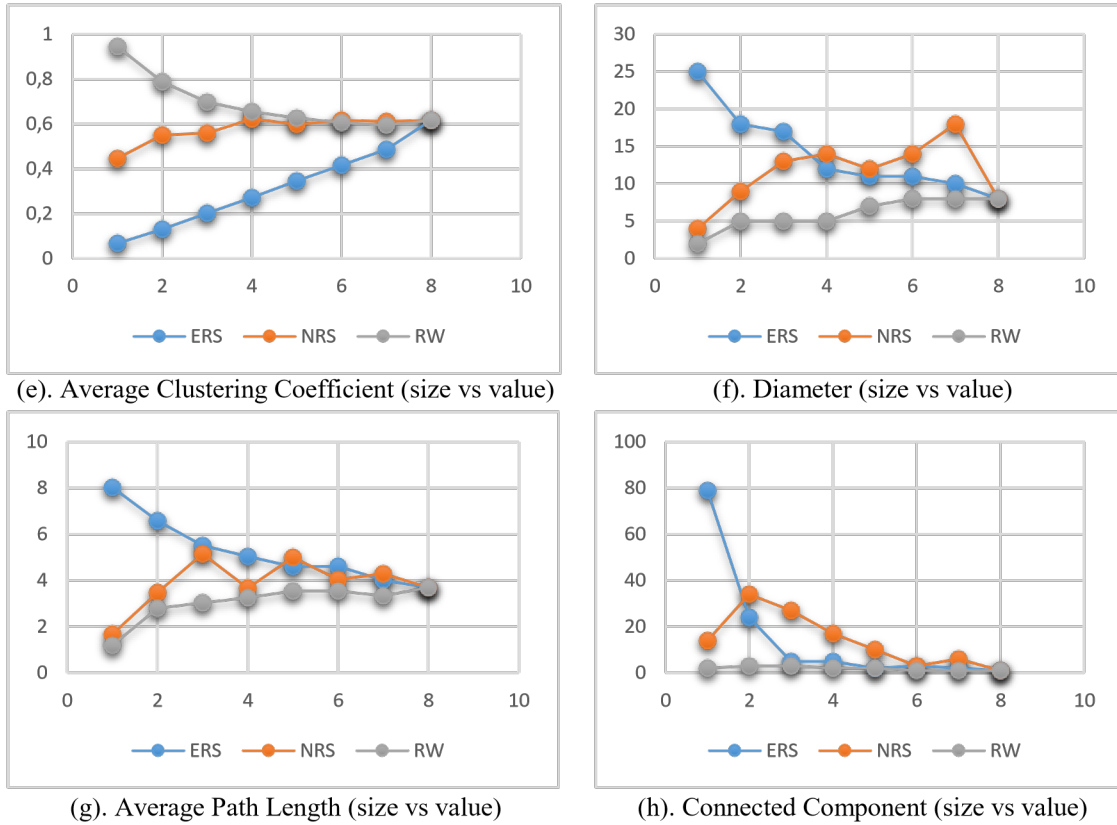 1
0,8
0,6
0,4
0,2
0
0 2 4 6 8 10
ERS NRS RW
(e). Average Clustering Coefficient (size vs value)
30
25
20
15
10
5
0
0 2 4 6 8 10
ERS NRS RW
(f). Diameter (size vs value)
10
8
6
4
2
0
0 2 4 6 8 10
ERS NRS RW
(g). Average Path Length (size vs value)
100
80
60
40
20
0
0 2 4 6 8 10
ERS NRS RW
(h). Connected Component (size vs value)